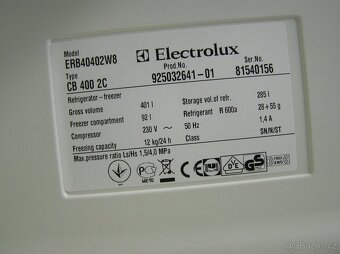 Model
ERB40402W8
Electrolux
Type
CB 400 2C
Prod.No.
925032641-01
Ser.No.
81540156
Refrigerator - freezer
Gross volume 401 l Storage vol. of refr. 285 l
Freezer compartment 92 l Refrigerant R 600a 28+55 g
Compressor 230 V ~ 50 Hz 1,4 A
Freezing capacity 12 kg/24 h Class SN/N/ST
Max.pressure ratio Ls/Hs 1,5/4,0 MPa